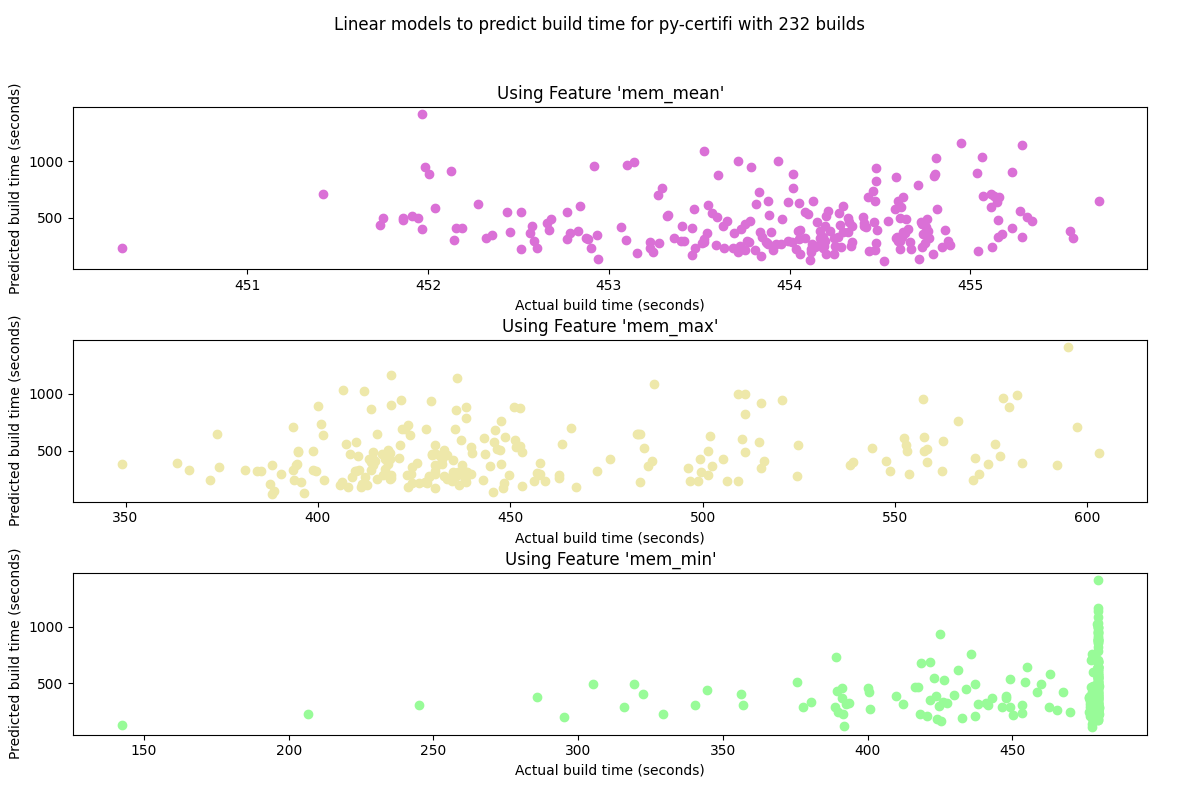 Linear models to predict build time for py-certifi with 232 builds
Using Feature 'mem_mean'
Predicted build time (seconds)
1000
500
451 452 453 454 455
Actual build time (seconds)
Using Feature 'mem_max'
Predicted build time (seconds)
1000
500
350 400 450 500 550 600
Actual build time (seconds)
Using Feature 'mem_min'
Predicted build time (seconds)
1000
500
150 200 250 300 350 400 450
Actual build time (seconds)